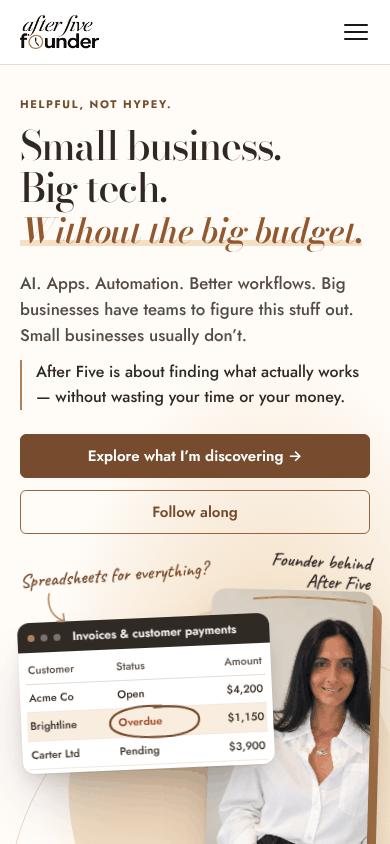 after five
founder
HELPFUL, NOT HYPEY.
Small business.
Big tech.
Without the big budget.
AI. Apps. Automation. Better workflows. Big
businesses have teams to figure this stuff out.
Small businesses usually don’t.
After Five is about finding what actually works
— without wasting your time or your money.
Explore what I’m discovering →
Follow along
Founder behind
After Five
Spreadsheets for everything?
Invoices & customer payments
Customer Status Amount
Acme Co Open $4,200
Brightline Overdue $1,150
Carter Ltd Pending $3,900